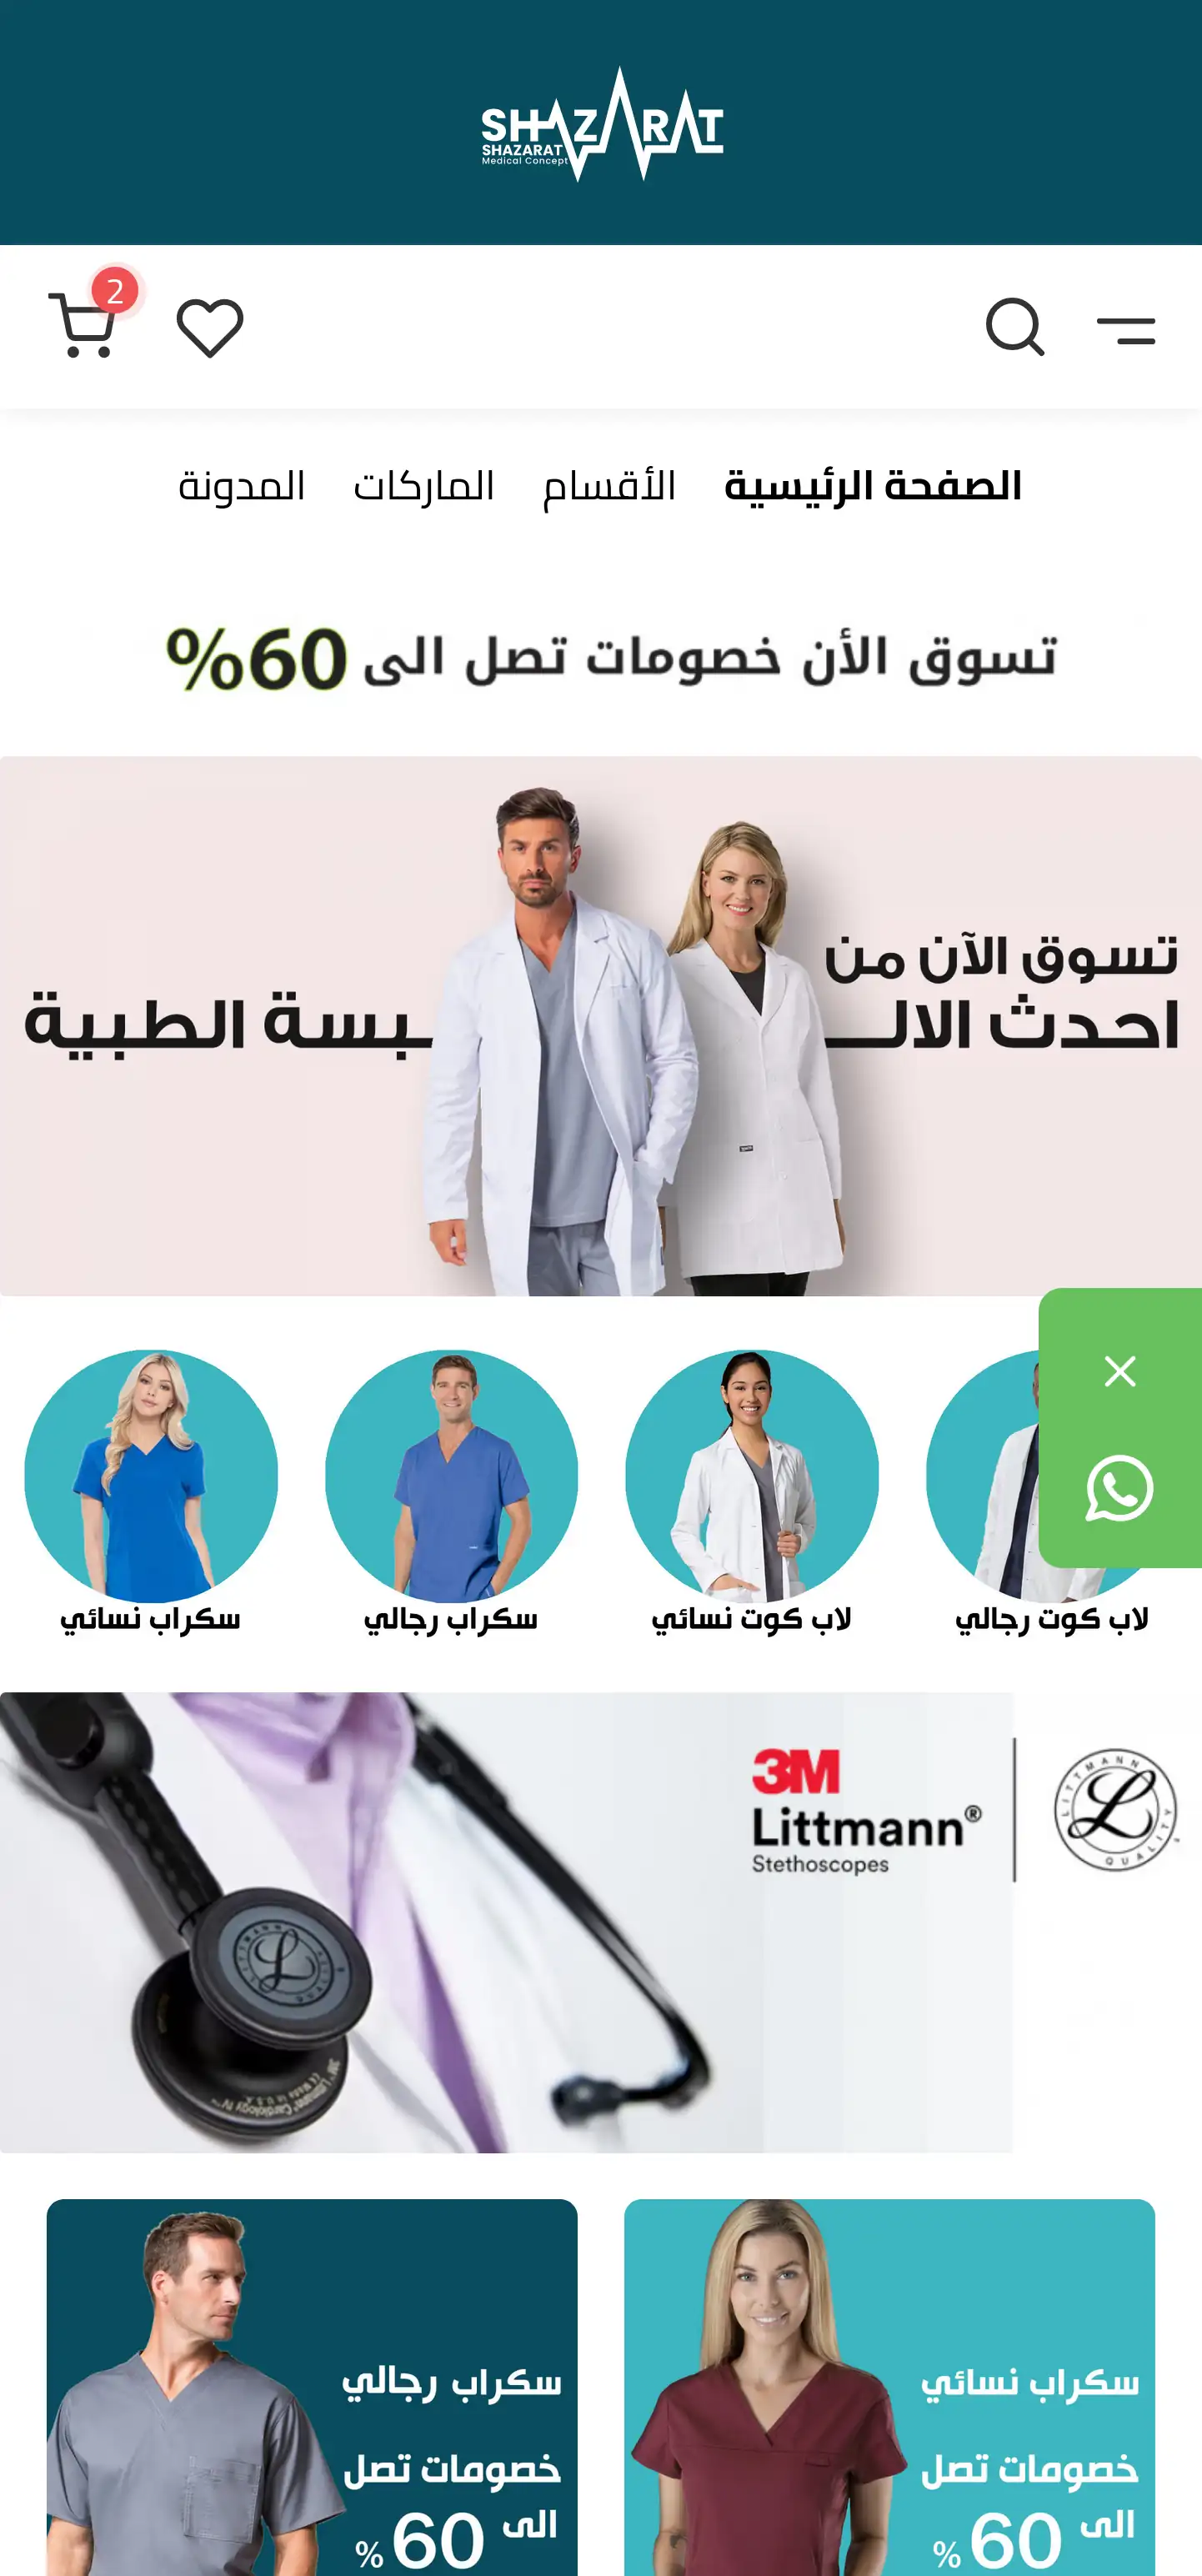 SHAZARAT
SHAZARAT
Medical Concept
2
الصفحة الرئيسية الأقسام الماركات المدونة
تسوق الأن خصومات تصل الى 60%
تسوق الآن من
احدث الالـبسة الطبية
لاب كوت رجالي
لاب كوت نسائي
سكراب رجالي
سكراب نسائي
3M
Littmann®
Stethoscopes
LITTMANN
L
QUALITY
سكراب نسائي
خصومات تصل
الى 60%
سكراب رجالي
خصومات تصل
الى 60%